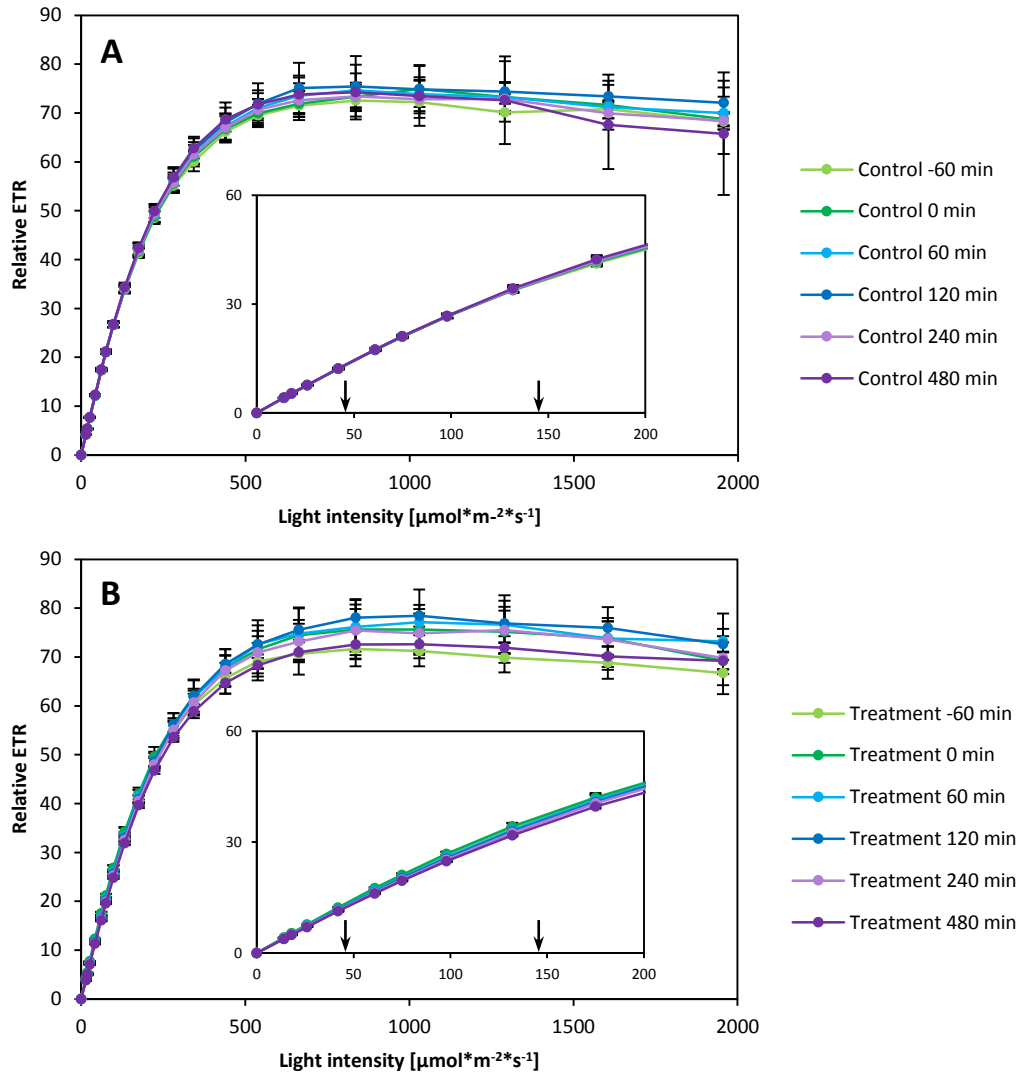 A
Relative ETR
90
80
70
60
50
40
30
20
10
0
0
500
1000
1500
2000
Light intensity [µmol*m-²*s⁻¹]
60
30
0
0
50
100
150
200
Control -60 min
Control 0 min
Control 60 min
Control 120 min
Control 240 min
Control 480 min
B
Relative ETR
90
80
70
60
50
40
30
20
10
0
0
500
1000
1500
2000
Light intensity [µmol*m⁻²*s⁻¹]
60
30
0
0
50
100
150
200
Treatment -60 min
Treatment 0 min
Treatment 60 min
Treatment 120 min
Treatment 240 min
Treatment 480 min